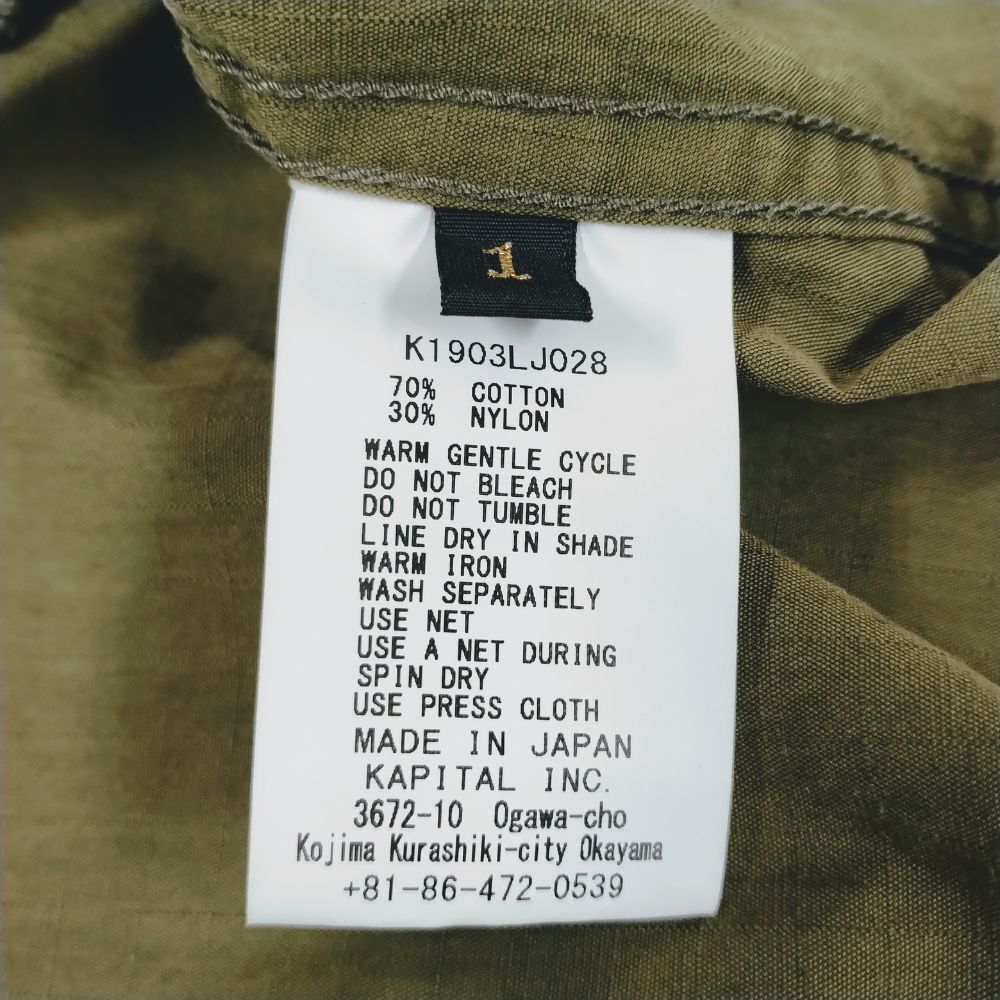 1
K1903LJ028
70% COTTON
30% NYLON
WARM GENTLE CYCLE
DO NOT BLEACH
DO NOT TUMBLE
LINE DRY IN SHADE
WARM IRON
WASH SEPARATELY
USE NET
USE A NET DURING
SPIN DRY
USE PRESS CLOTH
MADE IN JAPAN
KAPITAL INC.
3672-10 Ogawa-cho
Kojima Kurashiki-city Okayama
+81-86-472-0539